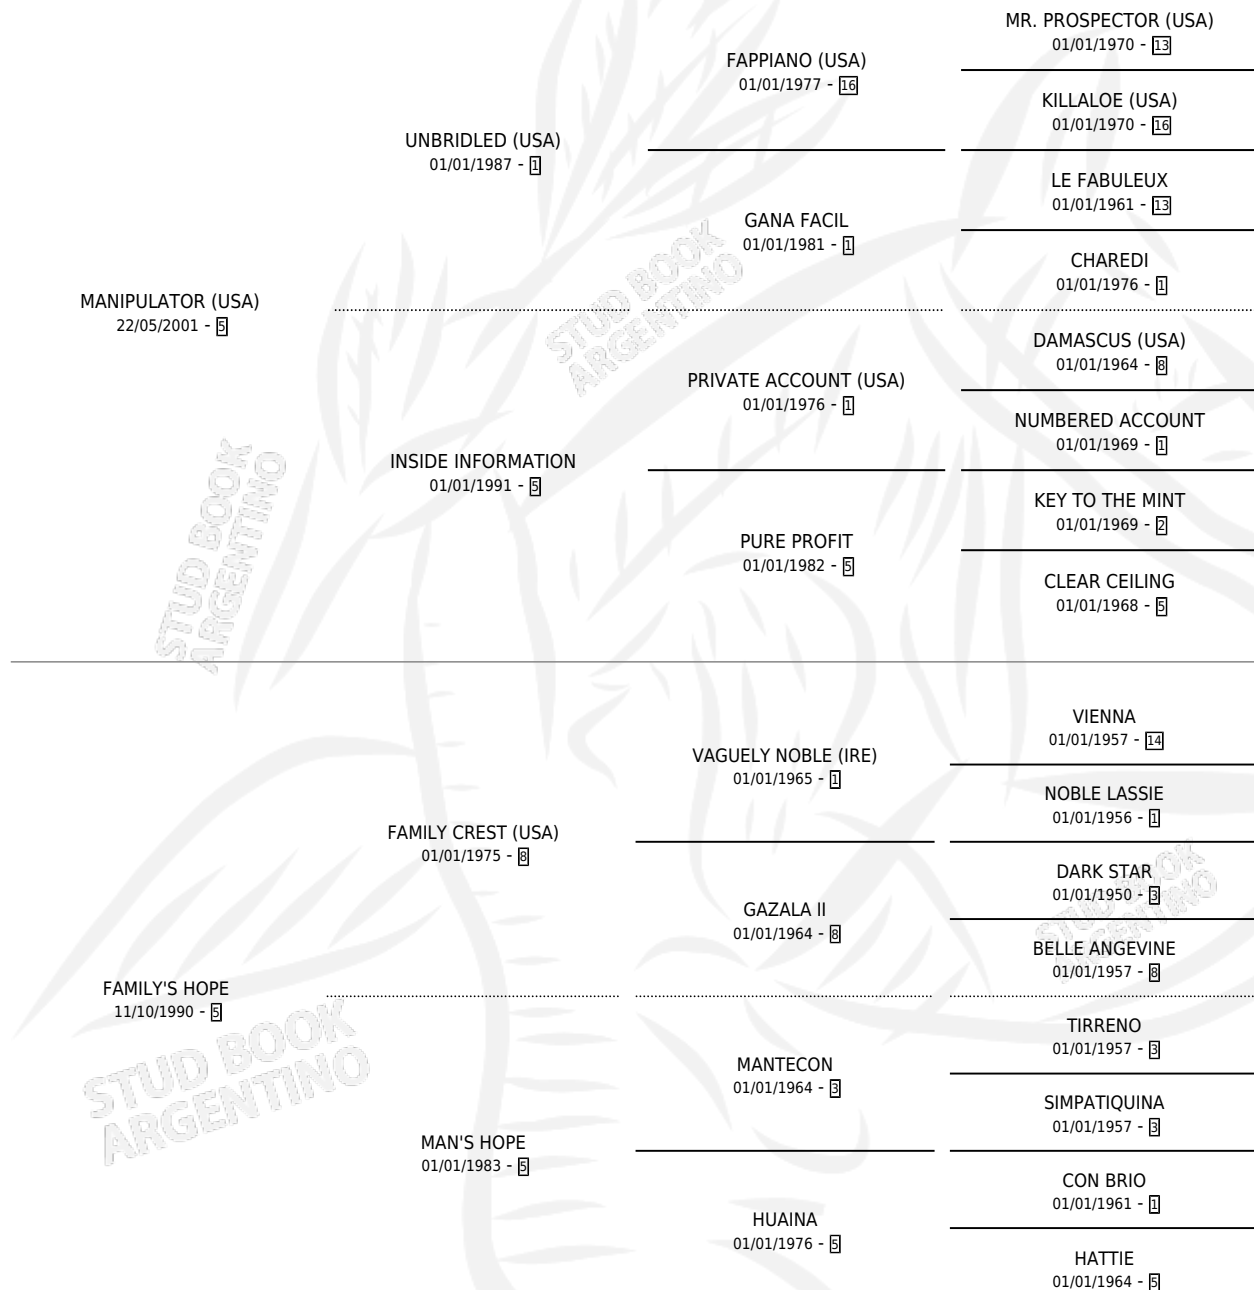 MR. PROSPECTOR (USA)
01/01/1970 - 13
FAPPIANO (USA)
01/01/1977 - 16
KILLALOE (USA)
01/01/1970 - 16
UNBRIDLED (USA)
01/01/1987 - 1
LE FABULEUX
01/01/1961 - 13
GANA FACIL
01/01/1981 - 1
CHAREDI
01/01/1976 - 1
MANIPULATOR (USA)
22/05/2001 - 5
STUD BOOK
ARGENTINO
DAMASCUS (USA)
01/01/1964 - 8
PRIVATE ACCOUNT (USA)
01/01/1976 - 1
NUMBERED ACCOUNT
01/01/1969 - 1
INSIDE INFORMATION
01/01/1991 - 5
KEY TO THE MINT
01/01/1969 - 2
PURE PROFIT
01/01/1982 - 5
CLEAR CEILING
01/01/1968 - 5
STUD BOOK
ARGENTINO
VIENNA
01/01/1957 - 14
VAGUELY NOBLE (IRE)
01/01/1965 - 1
NOBLE LASSIE
01/01/1956 - 1
FAMILY CREST (USA)
01/01/1975 - 8
DARK STAR
01/01/1950 - 3
GAZALA II
01/01/1964 - 8
STUD BOOK
ARGENTINO
BELLE ANGEVINE
01/01/1957 - 8
FAMILY'S HOPE
11/10/1990 - 5
STUD BOOK
ARGENTINO
TIRRENO
01/01/1957 - 3
MANTECON
01/01/1964 - 3
SIMPATIQUINA
01/01/1957 - 3
MAN'S HOPE
01/01/1983 - 5
CON BRIO
01/01/1961 - 1
HUAINA
01/01/1976 - 5
HATTIE
01/01/1964 - 5